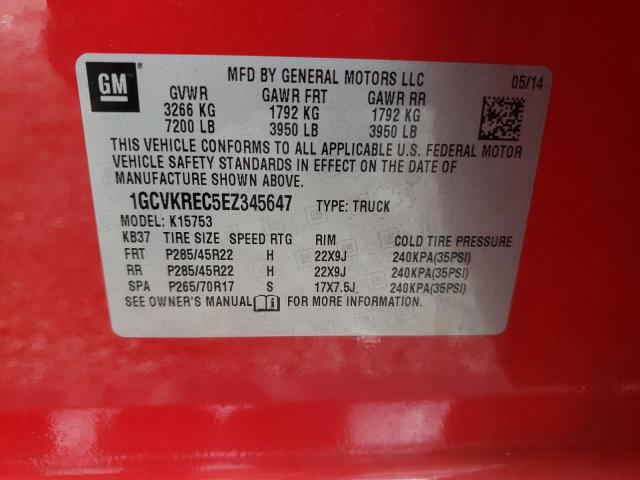 GM
MFD BY GENERAL MOTORS LLC 05/14
GVWR GAWR FRT GAWR RR
3266 KG 1792 KG 1792 KG
7200 LB 3950 LB 3950 LB
THIS VEHICLE CONFORMS TO ALL APPLICABLE U.S. FEDERAL MOTOR
VEHICLE SAFETY STANDARDS IN EFFECT ON THE DATE OF
MANUFACTURE SHOWN ABOVE.
1GCVKREC5EZ345647 TYPE: TRUCK
MODEL: K15753
KB37 TIRE SIZE SPEED RTG RIM COLD TIRE PRESSURE
FRT P285/45R22 H 22X9J 240KPA(35PSI)
RR P285/45R22 H 22X9J 240KPA(35PSI)
SPA P265/70R17 S 17X7.5J 240KPA(35PSI)
SEE OWNER'S MANUAL FOR MORE INFORMATION.